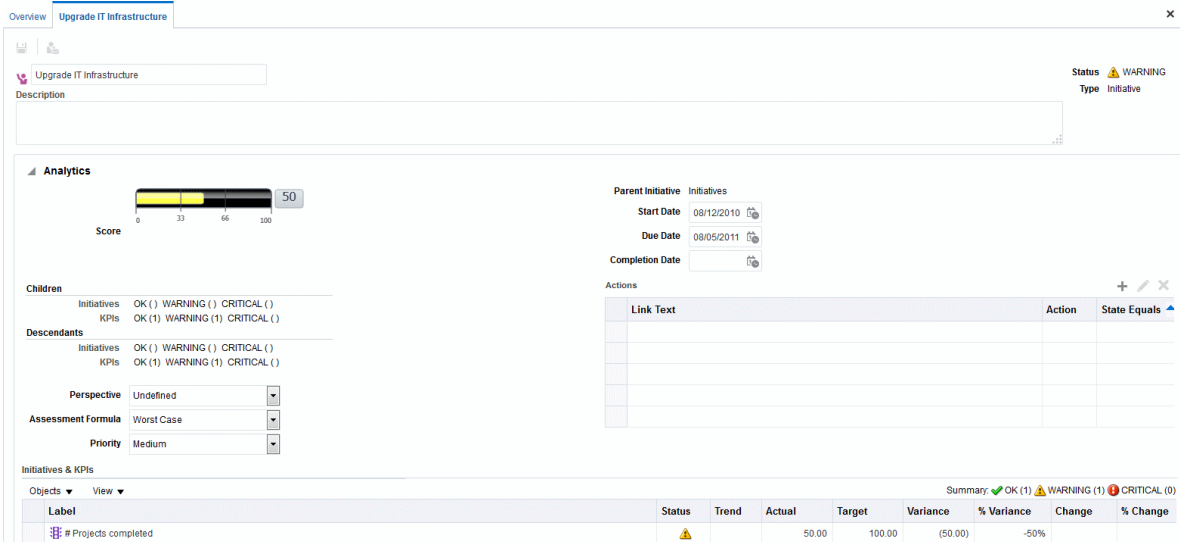 Overview Upgrade IT Infrastructure
Upgrade IT Infrastructure
Status WARNING
Type Initiative
Description
Analytics
50
0 33 66 100
Score
Parent Initiative Initiatives
Start Date 08/12/2010
Due Date 08/05/2011
Completion Date
Children
Initiatives OK ( ) WARNING ( ) CRITICAL ( )
KPIs OK (1) WARNING (1) CRITICAL ( )
Descendants
Initiatives OK ( ) WARNING ( ) CRITICAL ( )
KPIs OK (1) WARNING (1) CRITICAL ( )
Perspective Undefined
Assessment Formula Worst Case
Priority Medium
Actions
Link Text Action State Equals
Initiatives & KPIs
Objects View
Summary: OK (1) WARNING (1) CRITICAL (0)
Label Status Trend Actual Target Variance % Variance Change % Change
# Projects completed 50.00 100.00 (50.00) -50%